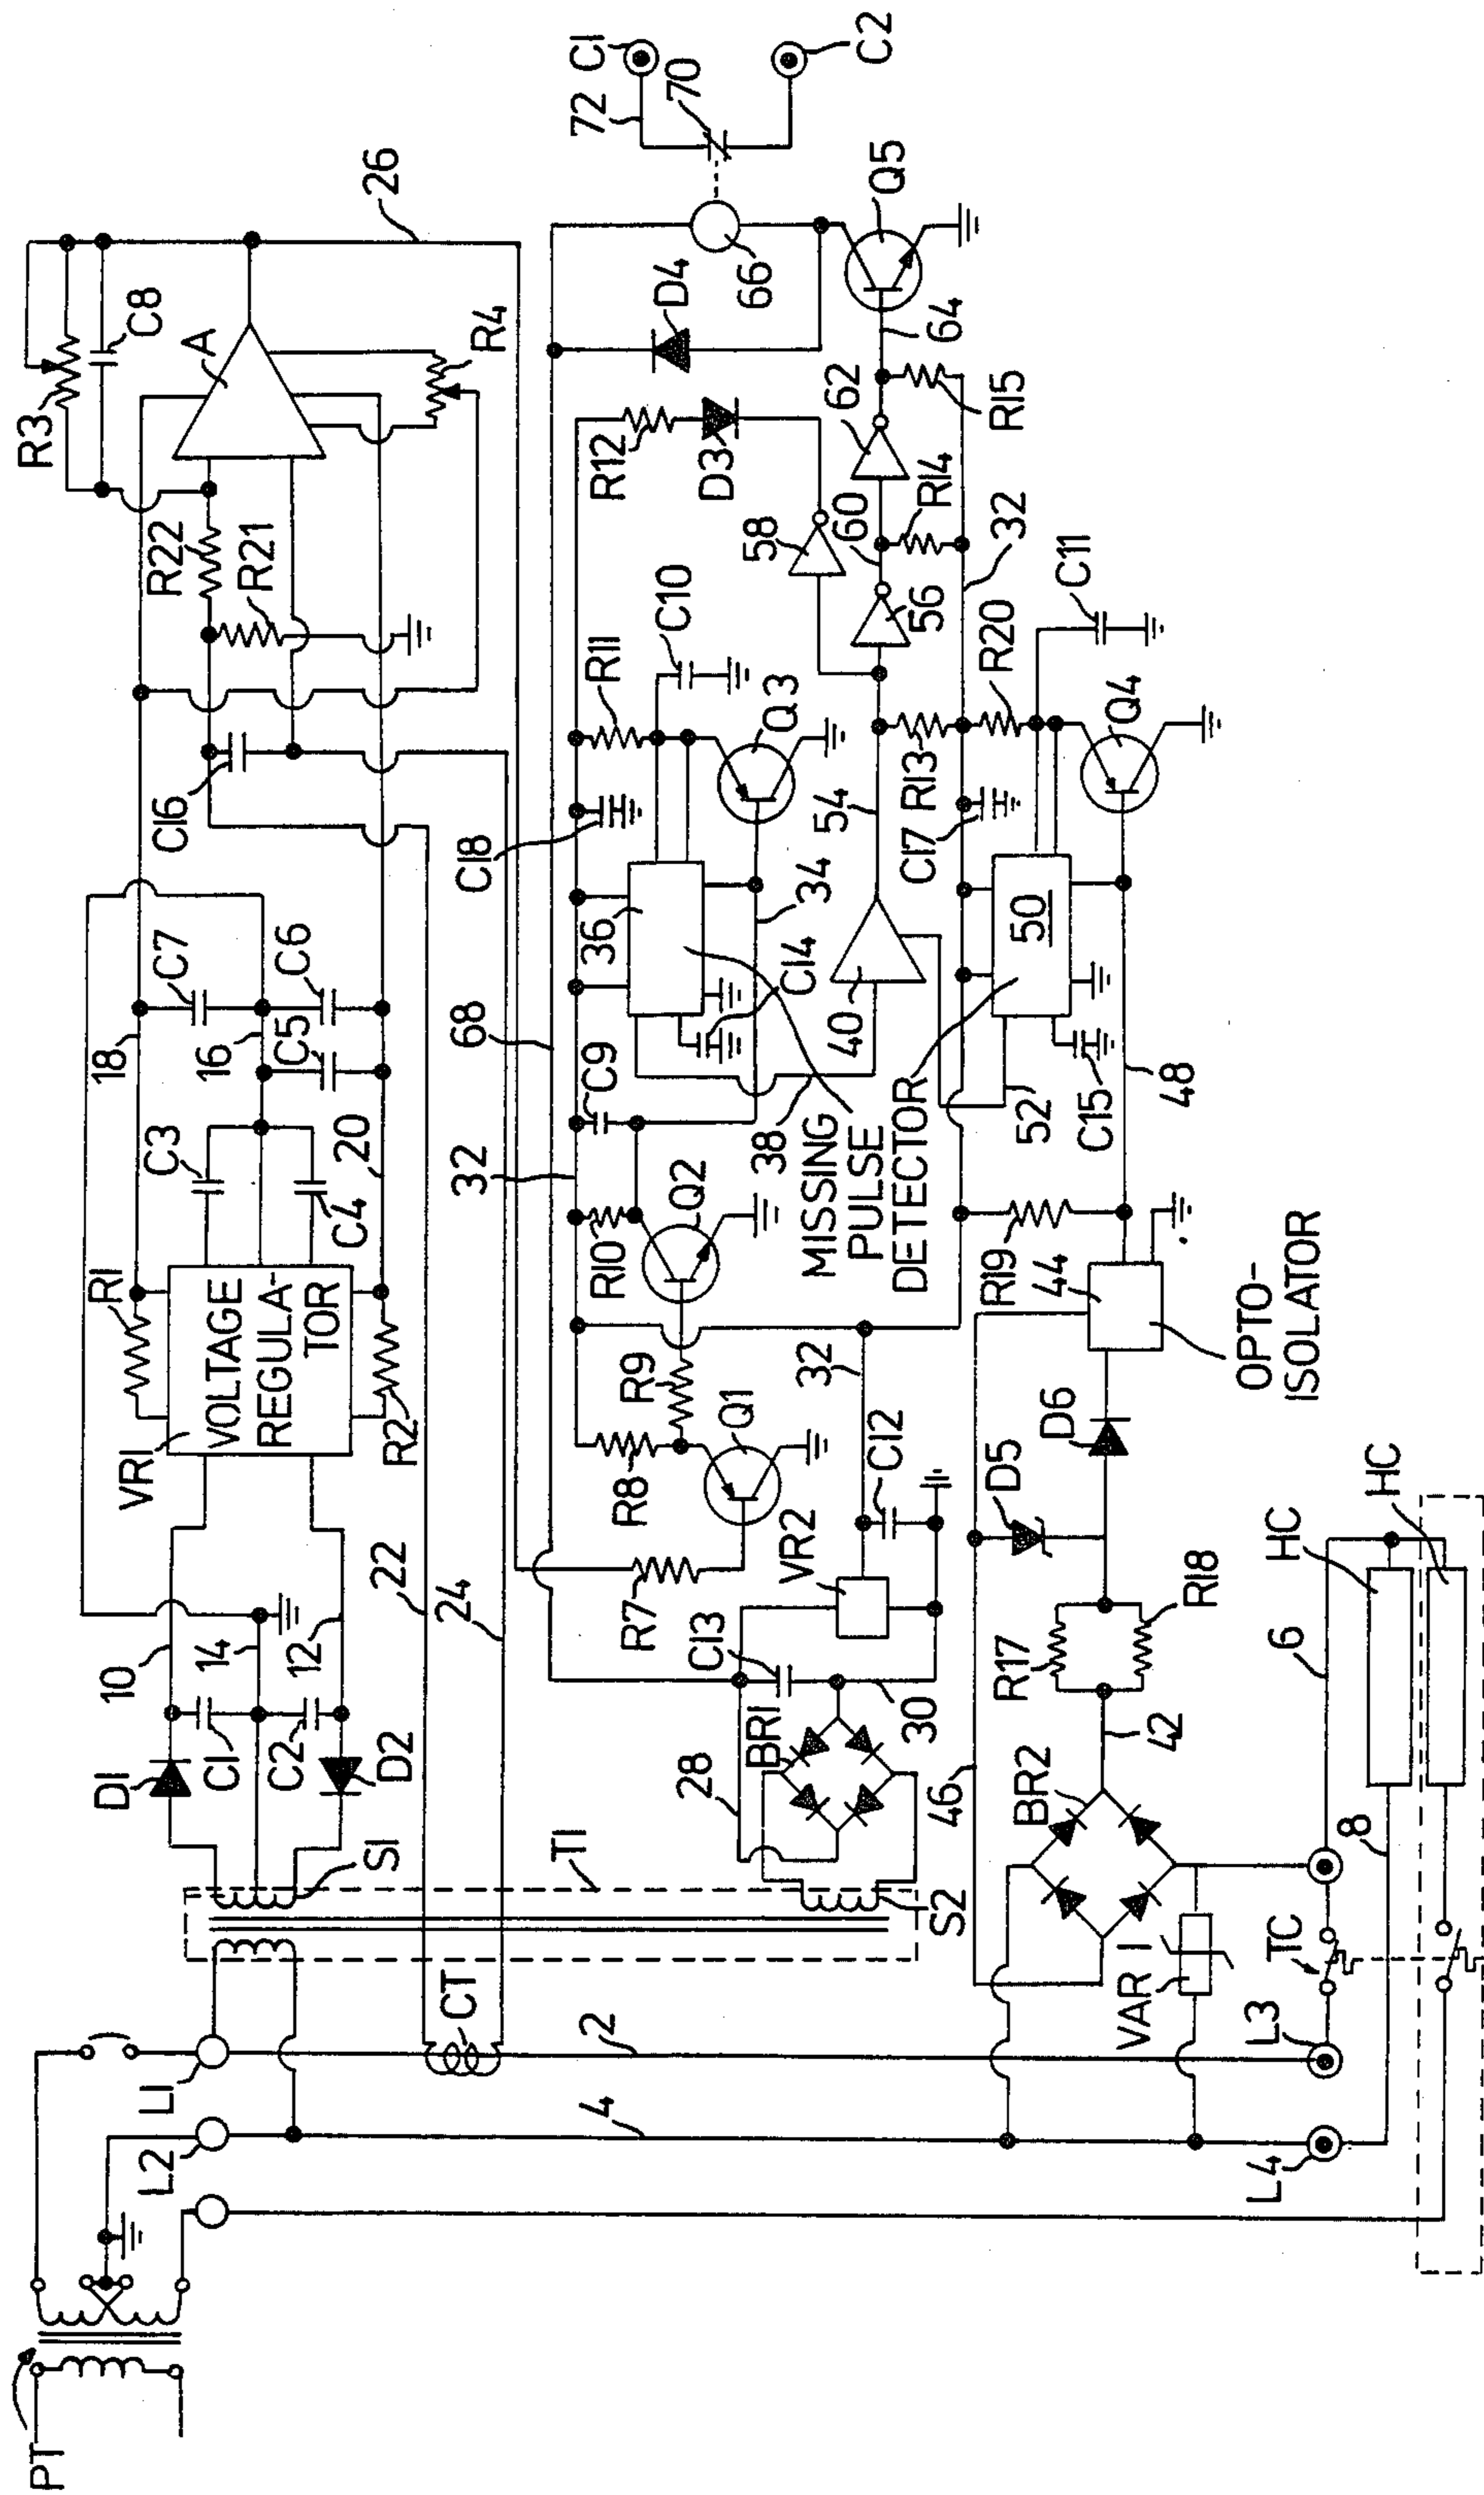 PT
L1
L2
CT
2
4
T1
S1
S2
D1
D2
C1
C2
10
14
12
VR1
VOLTAGE
REGULA-
TOR
R1
R2
C3
C4
20
16
18
C5
C6
C7
22
24
C16
R22
R21
R3
C8
A
R4
26
28
BR1
30
C13
VR2
C12
R7
R8
Q1
R9
32
R10
Q2
32
68
C9
38
MISSING
PULSE
DETECTOR
36
C14
34
C18
R11
C10
Q3
40
54
58
56
60
62
R12
D3
D4
66
64
Q5
70
72
C1
C2
R13
R14
R15
32
C17
R20
C11
Q4
50
52
C15
48
R19
44
OPTO-
ISOLATOR
D6
D5
R17
R18
42
46
BR2
VAR 1
TC
L3
L4
8
6
HC
HC